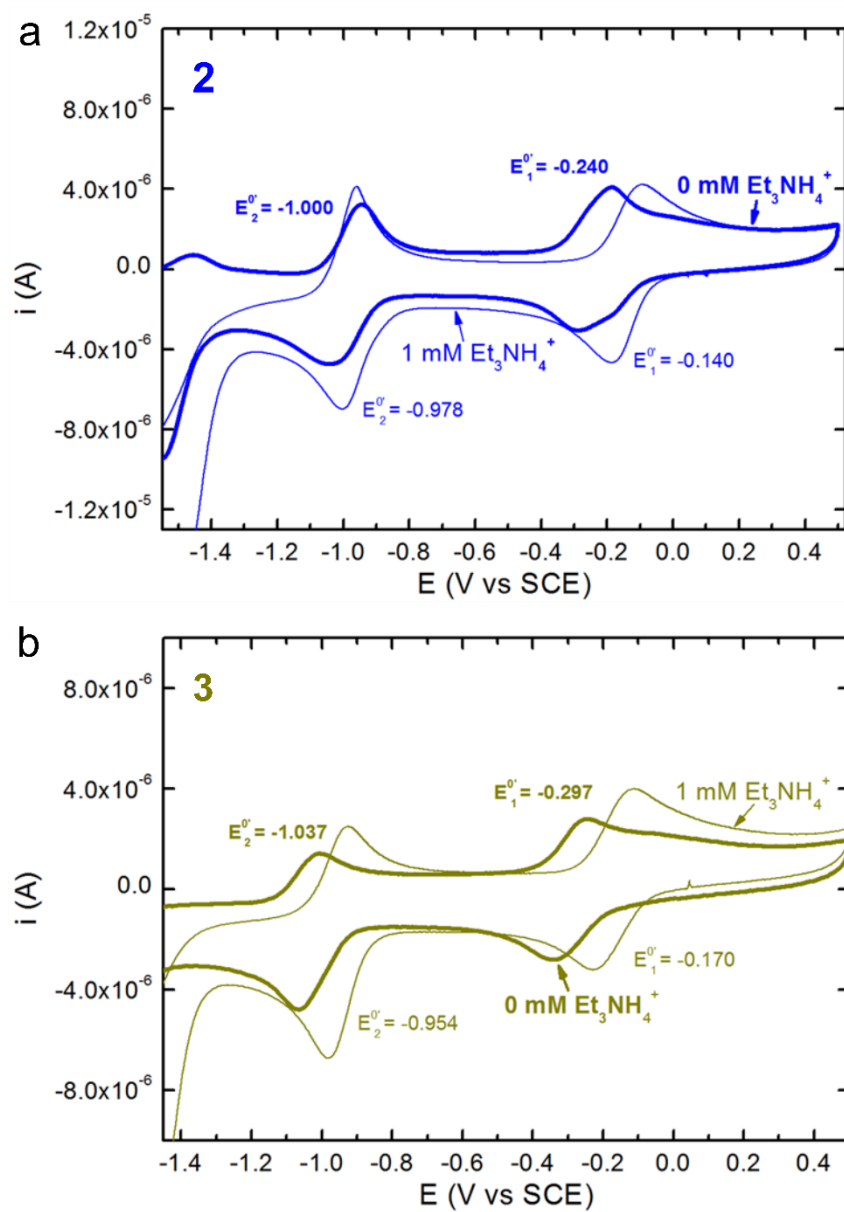 a
1.2x10⁻⁵
8.0x10⁻⁶
4.0x10⁻⁶
0.0
-4.0x10⁻⁶
-8.0x10⁻⁶
-1.2x10⁻⁵
i (A)
2
E₂⁰' = -1.000
E₁⁰' = -0.240
0 mM Et₃NH₄⁺
1 mM Et₃NH₄⁺
E₁⁰' = -0.140
E₂⁰' = -0.978
-1.4 -1.2 -1.0 -0.8 -0.6 -0.4 -0.2 0.0 0.2 0.4
E (V vs SCE)
b
8.0x10⁻⁶
4.0x10⁻⁶
0.0
-4.0x10⁻⁶
-8.0x10⁻⁶
i (A)
3
E₁⁰' = -0.297
1 mM Et₃NH₄⁺
E₂⁰' = -1.037
E₁⁰' = -0.170
0 mM Et₃NH₄⁺
E₂⁰' = -0.954
-1.4 -1.2 -1.0 -0.8 -0.6 -0.4 -0.2 0.0 0.2 0.4
E (V vs SCE)